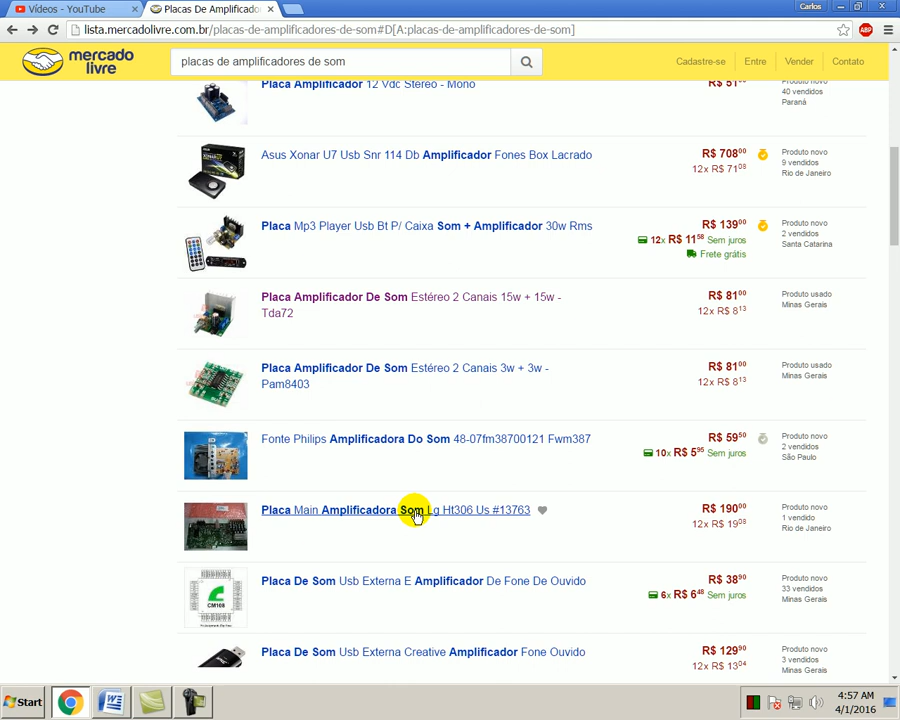 Vídeos - YouTube
Placas De Amplificado
Carlos
lista.mercadolivre.com.br/placas-de-amplificadores-de-som#D[A:placas-de-amplificadores-de-som]
ABP
mercado
livre
placas de amplificadores de som
Cadastre-se
Entre
Vender
Contato
Placa Amplificador 12 Vdc Stereo - Mono
R$ 51
Produto novo
40 vendidos
Paraná
Asus Xonar U7 Usb Snr 114 Db Amplificador Fones Box Lacrado
R$ 708 00
12x R$ 71 08
Produto novo
9 vendidos
Rio de Janeiro
Placa Mp3 Player Usb Bt P/ Caixa Som + Amplificador 30w Rms
R$ 139 00
12x R$ 11 58 Sem juros
Frete grátis
Produto novo
2 vendidos
Santa Catarina
Placa Amplificador De Som Estéreo 2 Canais 15w + 15w -
Tda72
R$ 81 00
12x R$ 8 13
Produto usado
Minas Gerais
Placa Amplificador De Som Estéreo 2 Canais 3w + 3w -
Pam8403
R$ 81 00
12x R$ 8 13
Produto usado
Minas Gerais
Fonte Philips Amplificadora Do Som 48-07fm38700121 Fwm387
R$ 59 50
10x R$ 5 95 Sem juros
Produto novo
2 vendidos
São Paulo
Placa Main Amplificadora Som Lg Ht306 Us #13763
R$ 190 00
12x R$ 19 08
Produto novo
1 vendido
Rio de Janeiro
CM108
Placa De Som Usb Externa E Amplificador De Fone De Ouvido
R$ 38 90
6x R$ 6 48 Sem juros
Produto novo
33 vendidos
Minas Gerais
Placa De Som Usb Externa Creative Amplificador Fone Ouvido
R$ 129 90
12x R$ 13 04
Produto novo
3 vendidos
Minas Gerais
Start
4:57 AM
4/1/2016